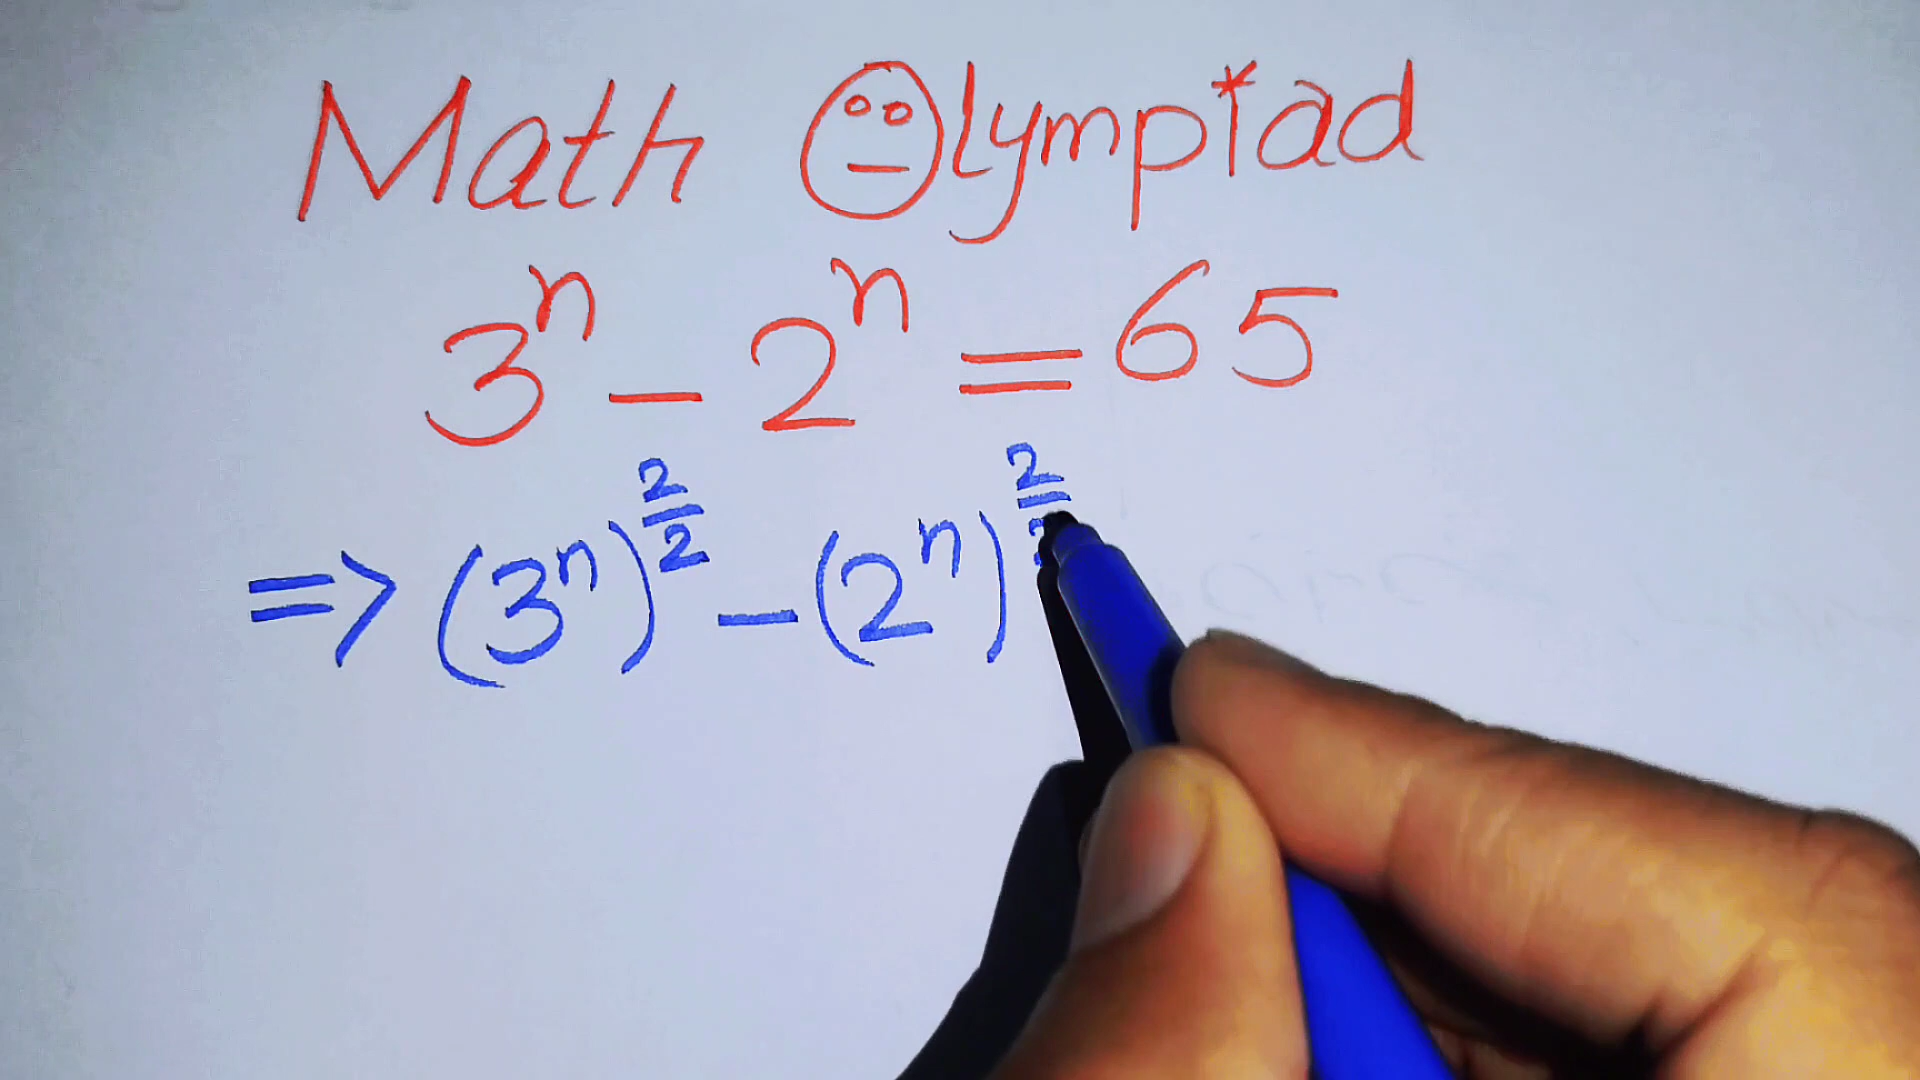 Math Olympiad
3ⁿ - 2ⁿ = 65
=> (3ⁿ)^(2/2) - (2ⁿ)^(2/